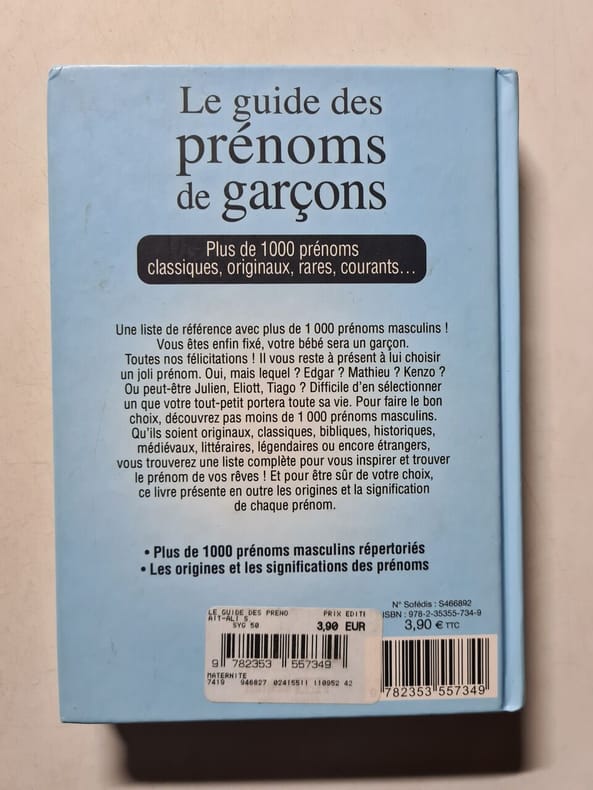 Le guide des
prénoms
de garçons
Plus de 1000 prénoms
classiques, originaux, rares, courants...
Une liste de référence avec plus de 1 000 prénoms masculins !
Vous êtes enfin fixé, votre bébé sera un garçon.
Toutes nos félicitations ! Il vous reste à présent à lui choisir
un joli prénom. Oui, mais lequel ? Edgar ? Mathieu ? Kenzo ?
Ou peut-être Julien, Eliott, Tiago ? Difficile d'en sélectionner
un que votre tout-petit portera toute sa vie. Pour faire le bon
choix, découvrez pas moins de 1 000 prénoms masculins.
Qu'ils soient originaux, classiques, bibliques, historiques,
médiévaux, littéraires, légendaires ou encore étrangers,
vous trouverez une liste complète pour vous inspirer et trouver
le prénom de vos rêves ! Et pour être sûr de votre choix,
ce livre présente en outre les origines et la signification
de chaque prénom.
• Plus de 1000 prénoms masculins répertoriés
• Les origines et les significations des prénoms
N° Sofédis : S466892
ISBN : 978-2-35355-734-9
3,90 € TTC
782353 557349
LE GUIDE DES PRENO PRIX EDITI
AIT-ALI S
SYG 50 3,90 EUR
9 782353 557349
MATERNITE
7419 946827 02415511 110952 42